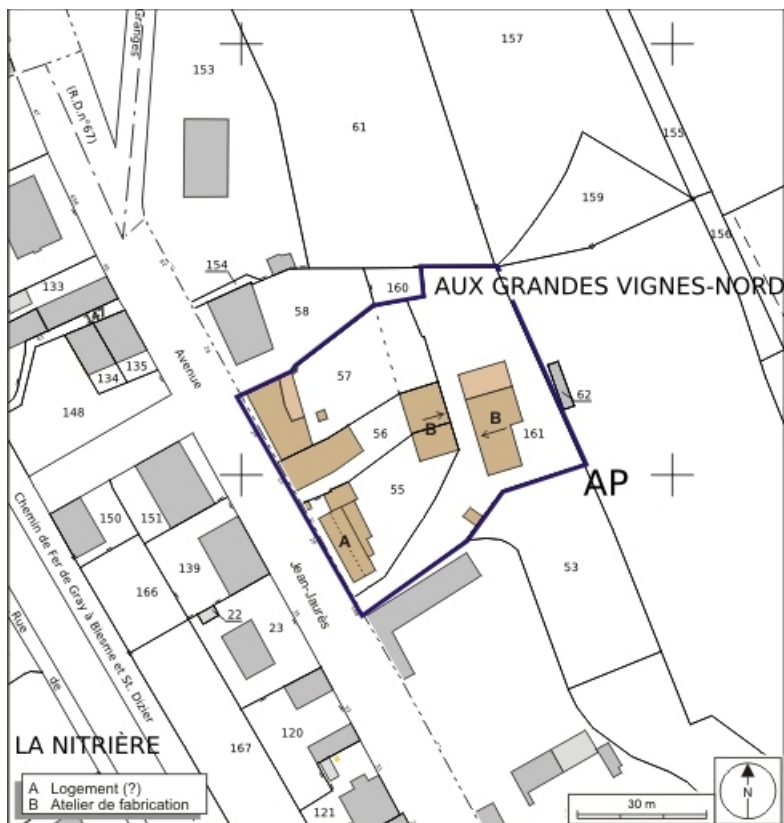 Granges
157
153
(R.D.n°67)
61
155
159
156
154
133
160
AUX GRANDES VIGNES-NORD
58
147
Avenue
135
134
57
62
148
B
B
56
161
AP
55
150
151
A
139
53
Jean-Jaurès
166
22
23
Chemin de Fer de Gray à Blesme et St. Dizier
Rue
de
120
LA NITRIÈRE
167
A Logement (?)
B Atelier de fabrication
121
30 m
N